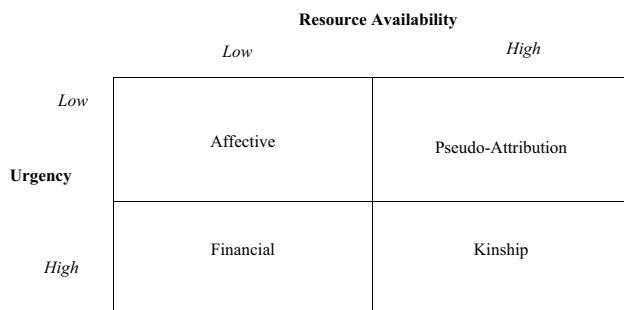 Resource Availability
Low
High
Low
Affective
Pseudo-Attribution
Urgency
Financial
Kinship
High